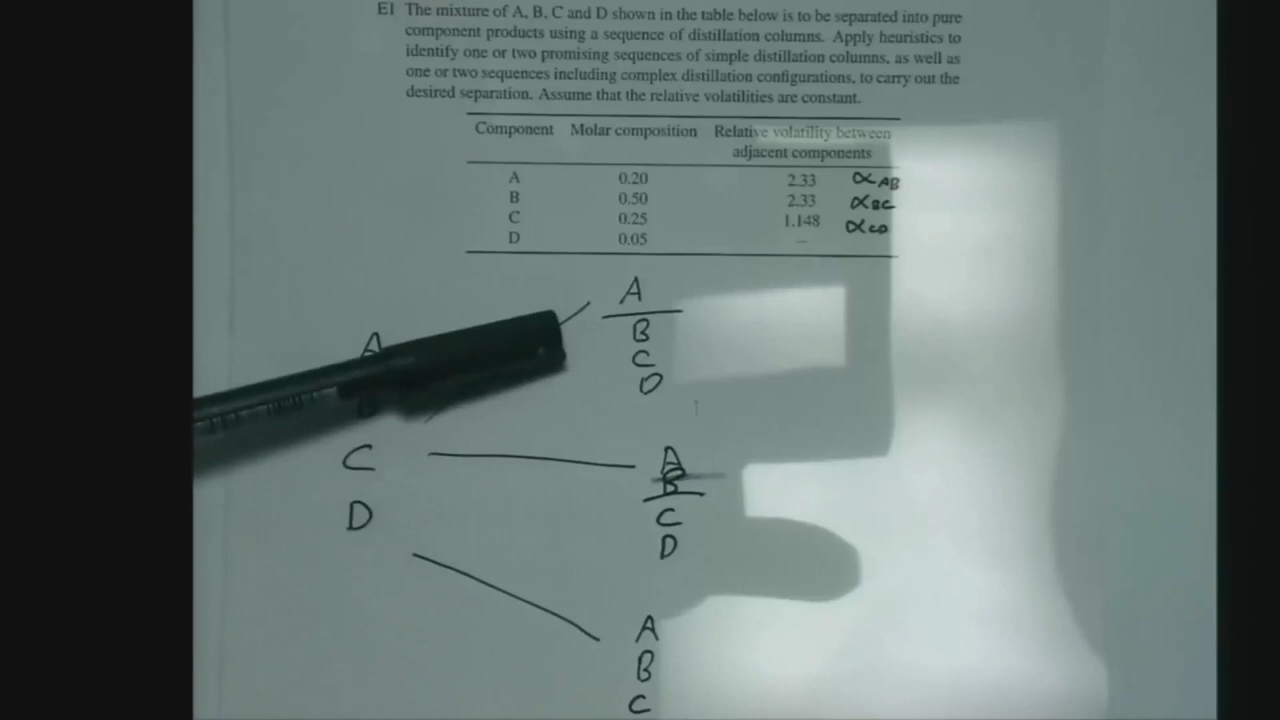 E1 The mixture of A, B, C and D shown in the table below is to be separated into pure
component products using a sequence of distillation columns. Apply heuristics to
identify one or two promising sequences of simple distillation columns, as well as
one or two sequences including complex distillation configurations, to carry out the
desired separation. Assume that the relative volatilities are constant.
Component Molar composition Relative volatility between
adjacent components
A 0.20 2.33 αAB
B 0.50 2.33 αBC
C 0.25 1.148 αCD
D 0.05 —
A
B
C
D
A
C
D
A
B
C
D
A
B
C